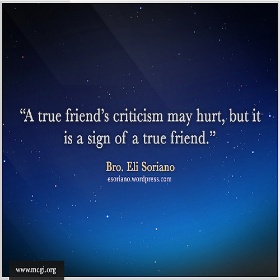 “A true friend’s criticism may hurt, but it
is a sign of a true friend.”
Bro. Eli Soriano
esoriano.wordpress.com
www.mcgi.org